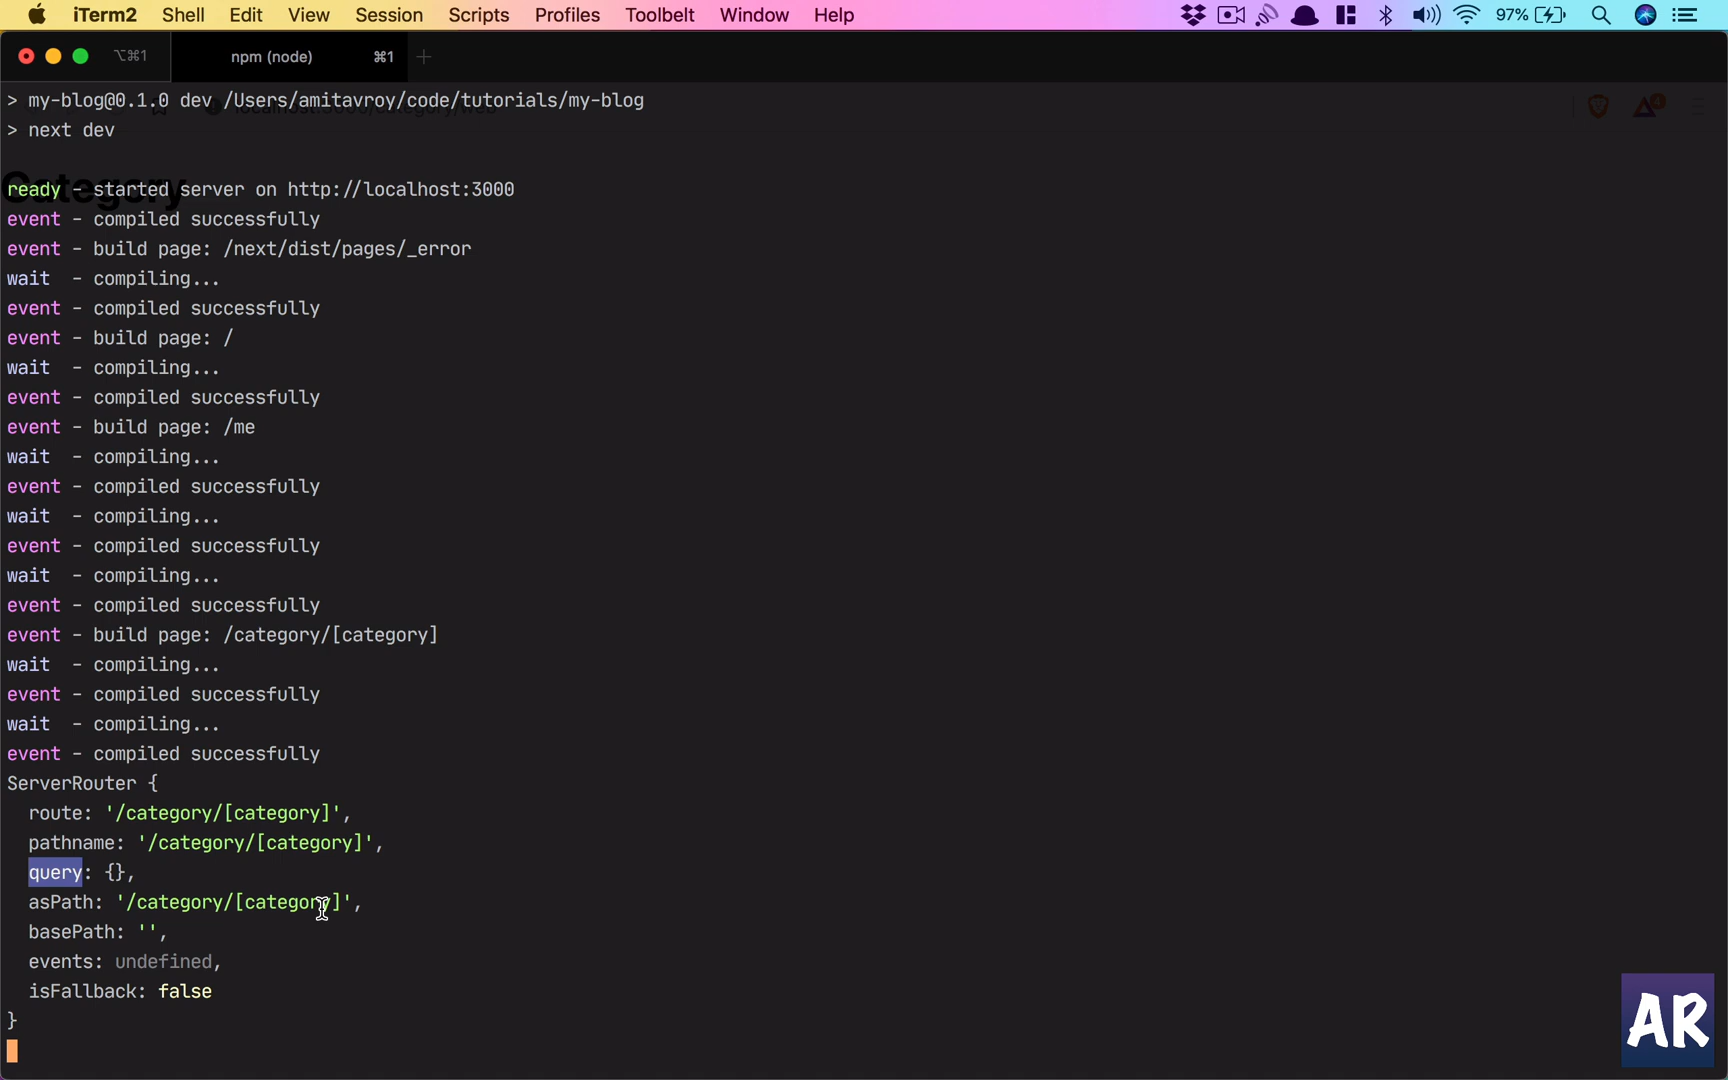 iTerm2 Shell Edit View Session Scripts Profiles Toolbelt Window Help 97%
⌥⌘1 npm (node) ⌘1 +
> my-blog@0.1.0 dev /Users/amitavroy/code/tutorials/my-blog
> next dev
Category
ready - started server on http://localhost:3000
event - compiled successfully
event - build page: /next/dist/pages/_error
wait  - compiling...
event - compiled successfully
event - build page: /
wait  - compiling...
event - compiled successfully
event - build page: /me
wait  - compiling...
event - compiled successfully
wait  - compiling...
event - compiled successfully
wait  - compiling...
event - compiled successfully
event - build page: /category/[category]
wait  - compiling...
event - compiled successfully
wait  - compiling...
event - compiled successfully
ServerRouter {
  route: '/category/[category]',
  pathname: '/category/[category]',
  query: {},
  asPath: '/category/[category]',
  basePath: '',
  events: undefined,
  isFallback: false
}
AR